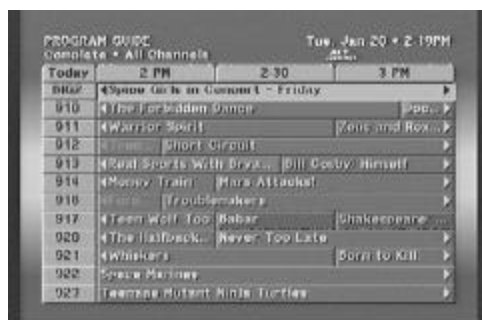 PROGRAM GUIDE Tue, Jan 20 • 2:19PM
Complete • All Channels
Today 2 PM 2:30 3 PM
Spice Girls in Concert - Friday
910 The Forbidden Dance
911 Warrior Spirit Zeus and Rox...
912 Short Circuit
913 Real Sports With Brya... Bill Cosby: Himself
914 Money Train Mars Attacks!
916 Troublemakers
917 Teen Wolf Too Babar Shakespeare ...
920 The Halfback... Never Too Late
921 Whiskers Born to Kill
922 Space Marines
923 Teenage Mutant Ninja Turtles